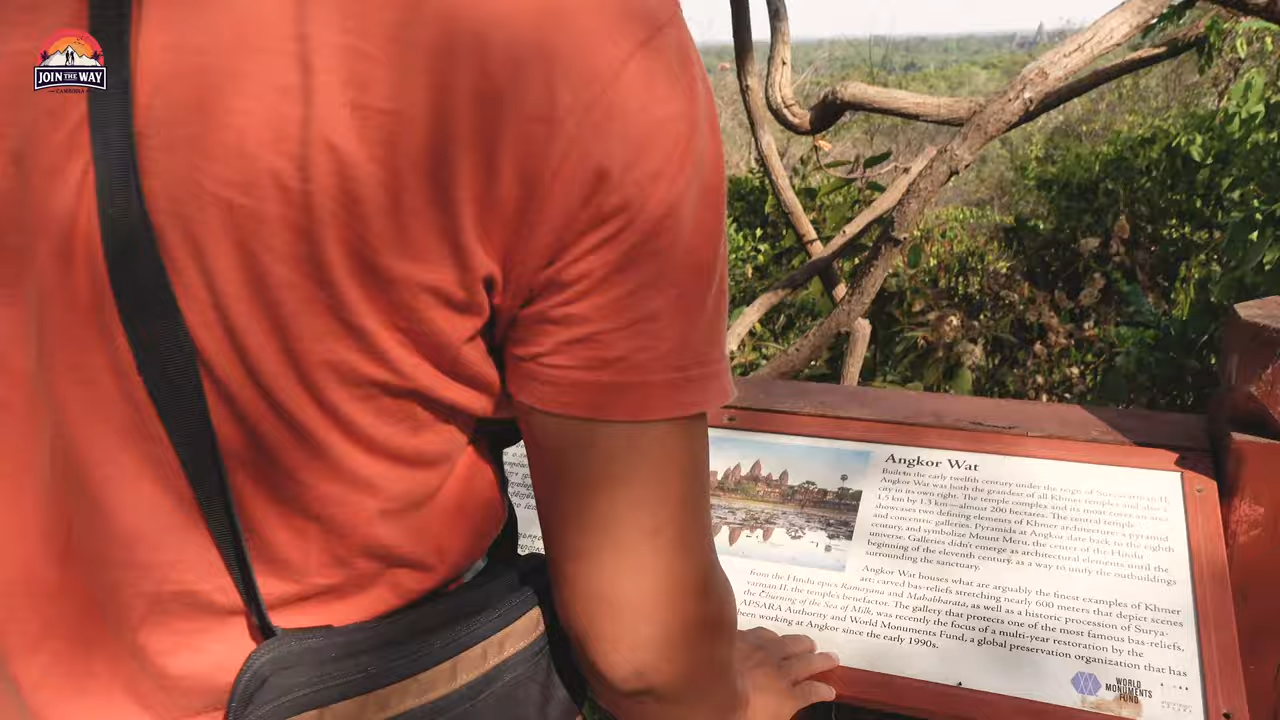 JOIN THE WAY
CAMBODIA
Angkor Wat
Built in the early twelfth century under the reign of Suryavarman II,
Angkor Wat was both the grandest of all Khmer temples and also a
city in its own right. The temple complex and its moat cover an area
1.5 km by 1.3 km—almost 200 hectares. The central temple
showcases two defining elements of Khmer architecture: a pyramid
and concentric galleries. Pyramids at Angkor date back to the eighth
century, and symbolize Mount Meru, the center of the Hindu
universe. Galleries didn't emerge as architectural elements until the
beginning of the eleventh century, as a way to unify the outbuildings
surrounding the sanctuary.
Angkor Wat houses what are arguably the finest examples of Khmer
art: carved bas-reliefs stretching nearly 600 meters that depict scenes
from the Hindu epics Ramayana and Mahabharata, as well as a historic procession of Surya-
varman II, the temple's benefactor. The gallery that protects one of the most famous bas-reliefs,
the Churning of the Sea of Milk, was recently the focus of a multi-year restoration by the
APSARA Authority and World Monuments Fund, a global preservation organization that has
been working at Angkor since the early 1990s.
WORLD
MONUMENTS
FUND